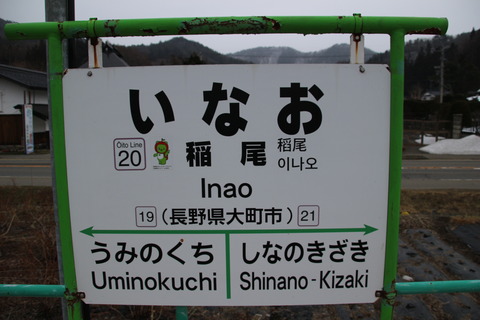 いなお
Ōito Line
20
稲尾
稲尾
이나오
Inao
19 (長野県大町市) 21
うみのくち しなのきざき
Uminokuchi Shinano-Kizaki